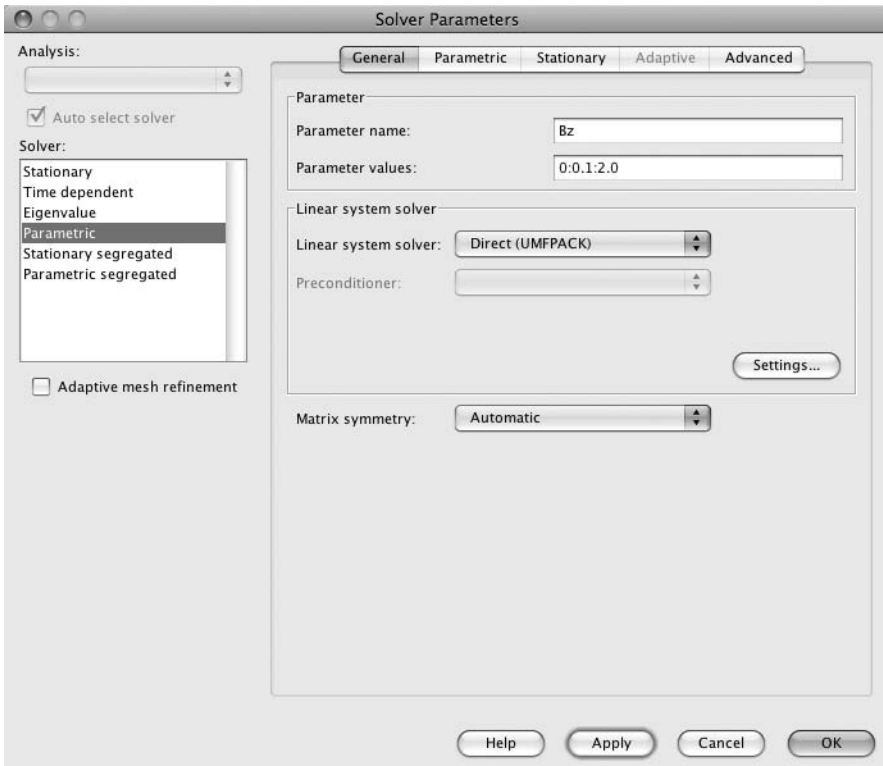 Solver Parameters
Analysis:
Auto select solver
Solver:
Stationary
Time dependent
Eigenvalue
Parametric
Stationary segregated
Parametric segregated
Adaptive mesh refinement
General Parametric Stationary Adaptive Advanced
Parameter
Parameter name: Bz
Parameter values: 0:0.1:2.0
Linear system solver
Linear system solver: Direct (UMFPACK)
Preconditioner:
Settings...
Matrix symmetry: Automatic
Help Apply Cancel OK